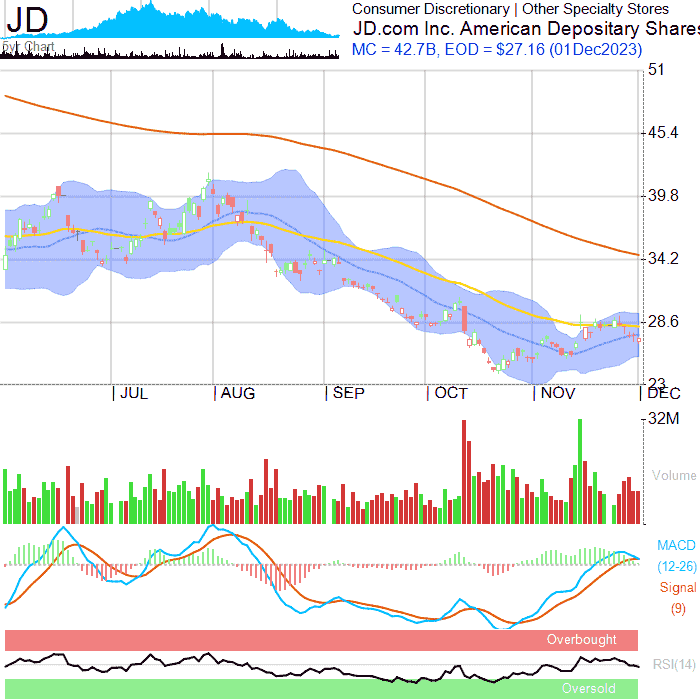 JD
Consumer Discretionary | Other Specialty Stores
JD.com Inc. American Depositary Shares
MC = 42.7B, EOD = $27.16 (01Dec2023)
5yr Chart
51
45.4
39.8
34.2
28.6
23
JUL
AUG
SEP
OCT
NOV
DEC
32M
Volume
MACD
(12-26)
Signal
(9)
Overbought
RSI(14)
Oversold